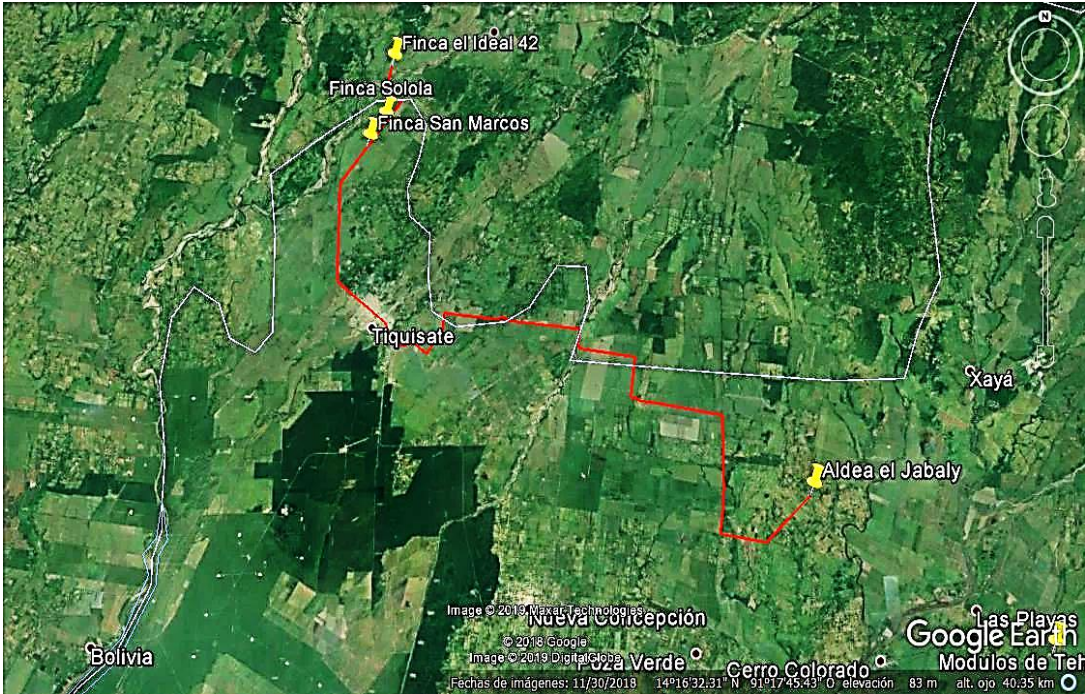 N
Finca el Ideal 42
Finca Solola
Finca San Marcos
Tiquisate
Xayá
Aldea el Jabaly
Image © 2019 Maxar Technologies
Nueva Concepción
Las Playas
© 2018 Google
Google Earth
Image © 2019 DigitalGlobe
Poza Verde
Bolivia
Cerro Colorado
Modulos de Teh
Fechas de imágenes: 11/30/2018 14°16'32.31" N 91°17'45.43" O elevación 83 m alt. ojo 40.35 km